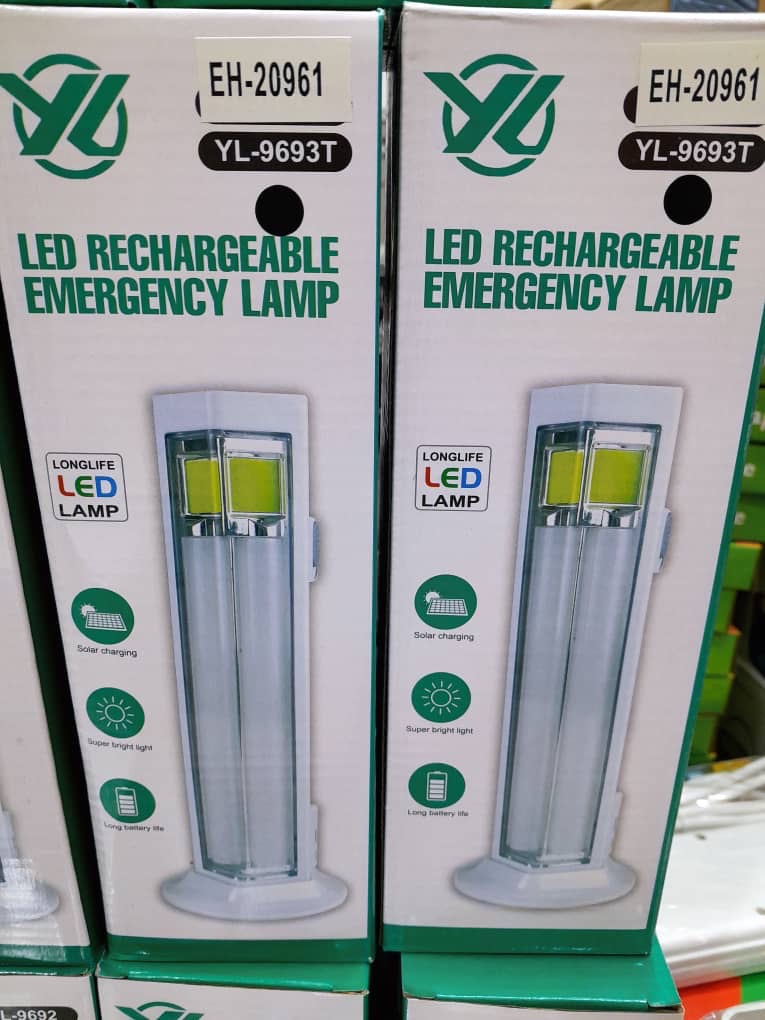 YL
EH-20961
YL-9693T
LED RECHARGEABLE
EMERGENCY LAMP
LONGLIFE
LED
LAMP
Solar charging
Super bright light
Long battery life
YL
EH-20961
YL-9693T
LED RECHARGEABLE
EMERGENCY LAMP
LONGLIFE
LED
LAMP
Solar charging
Super bright light
Long battery life
L-9692